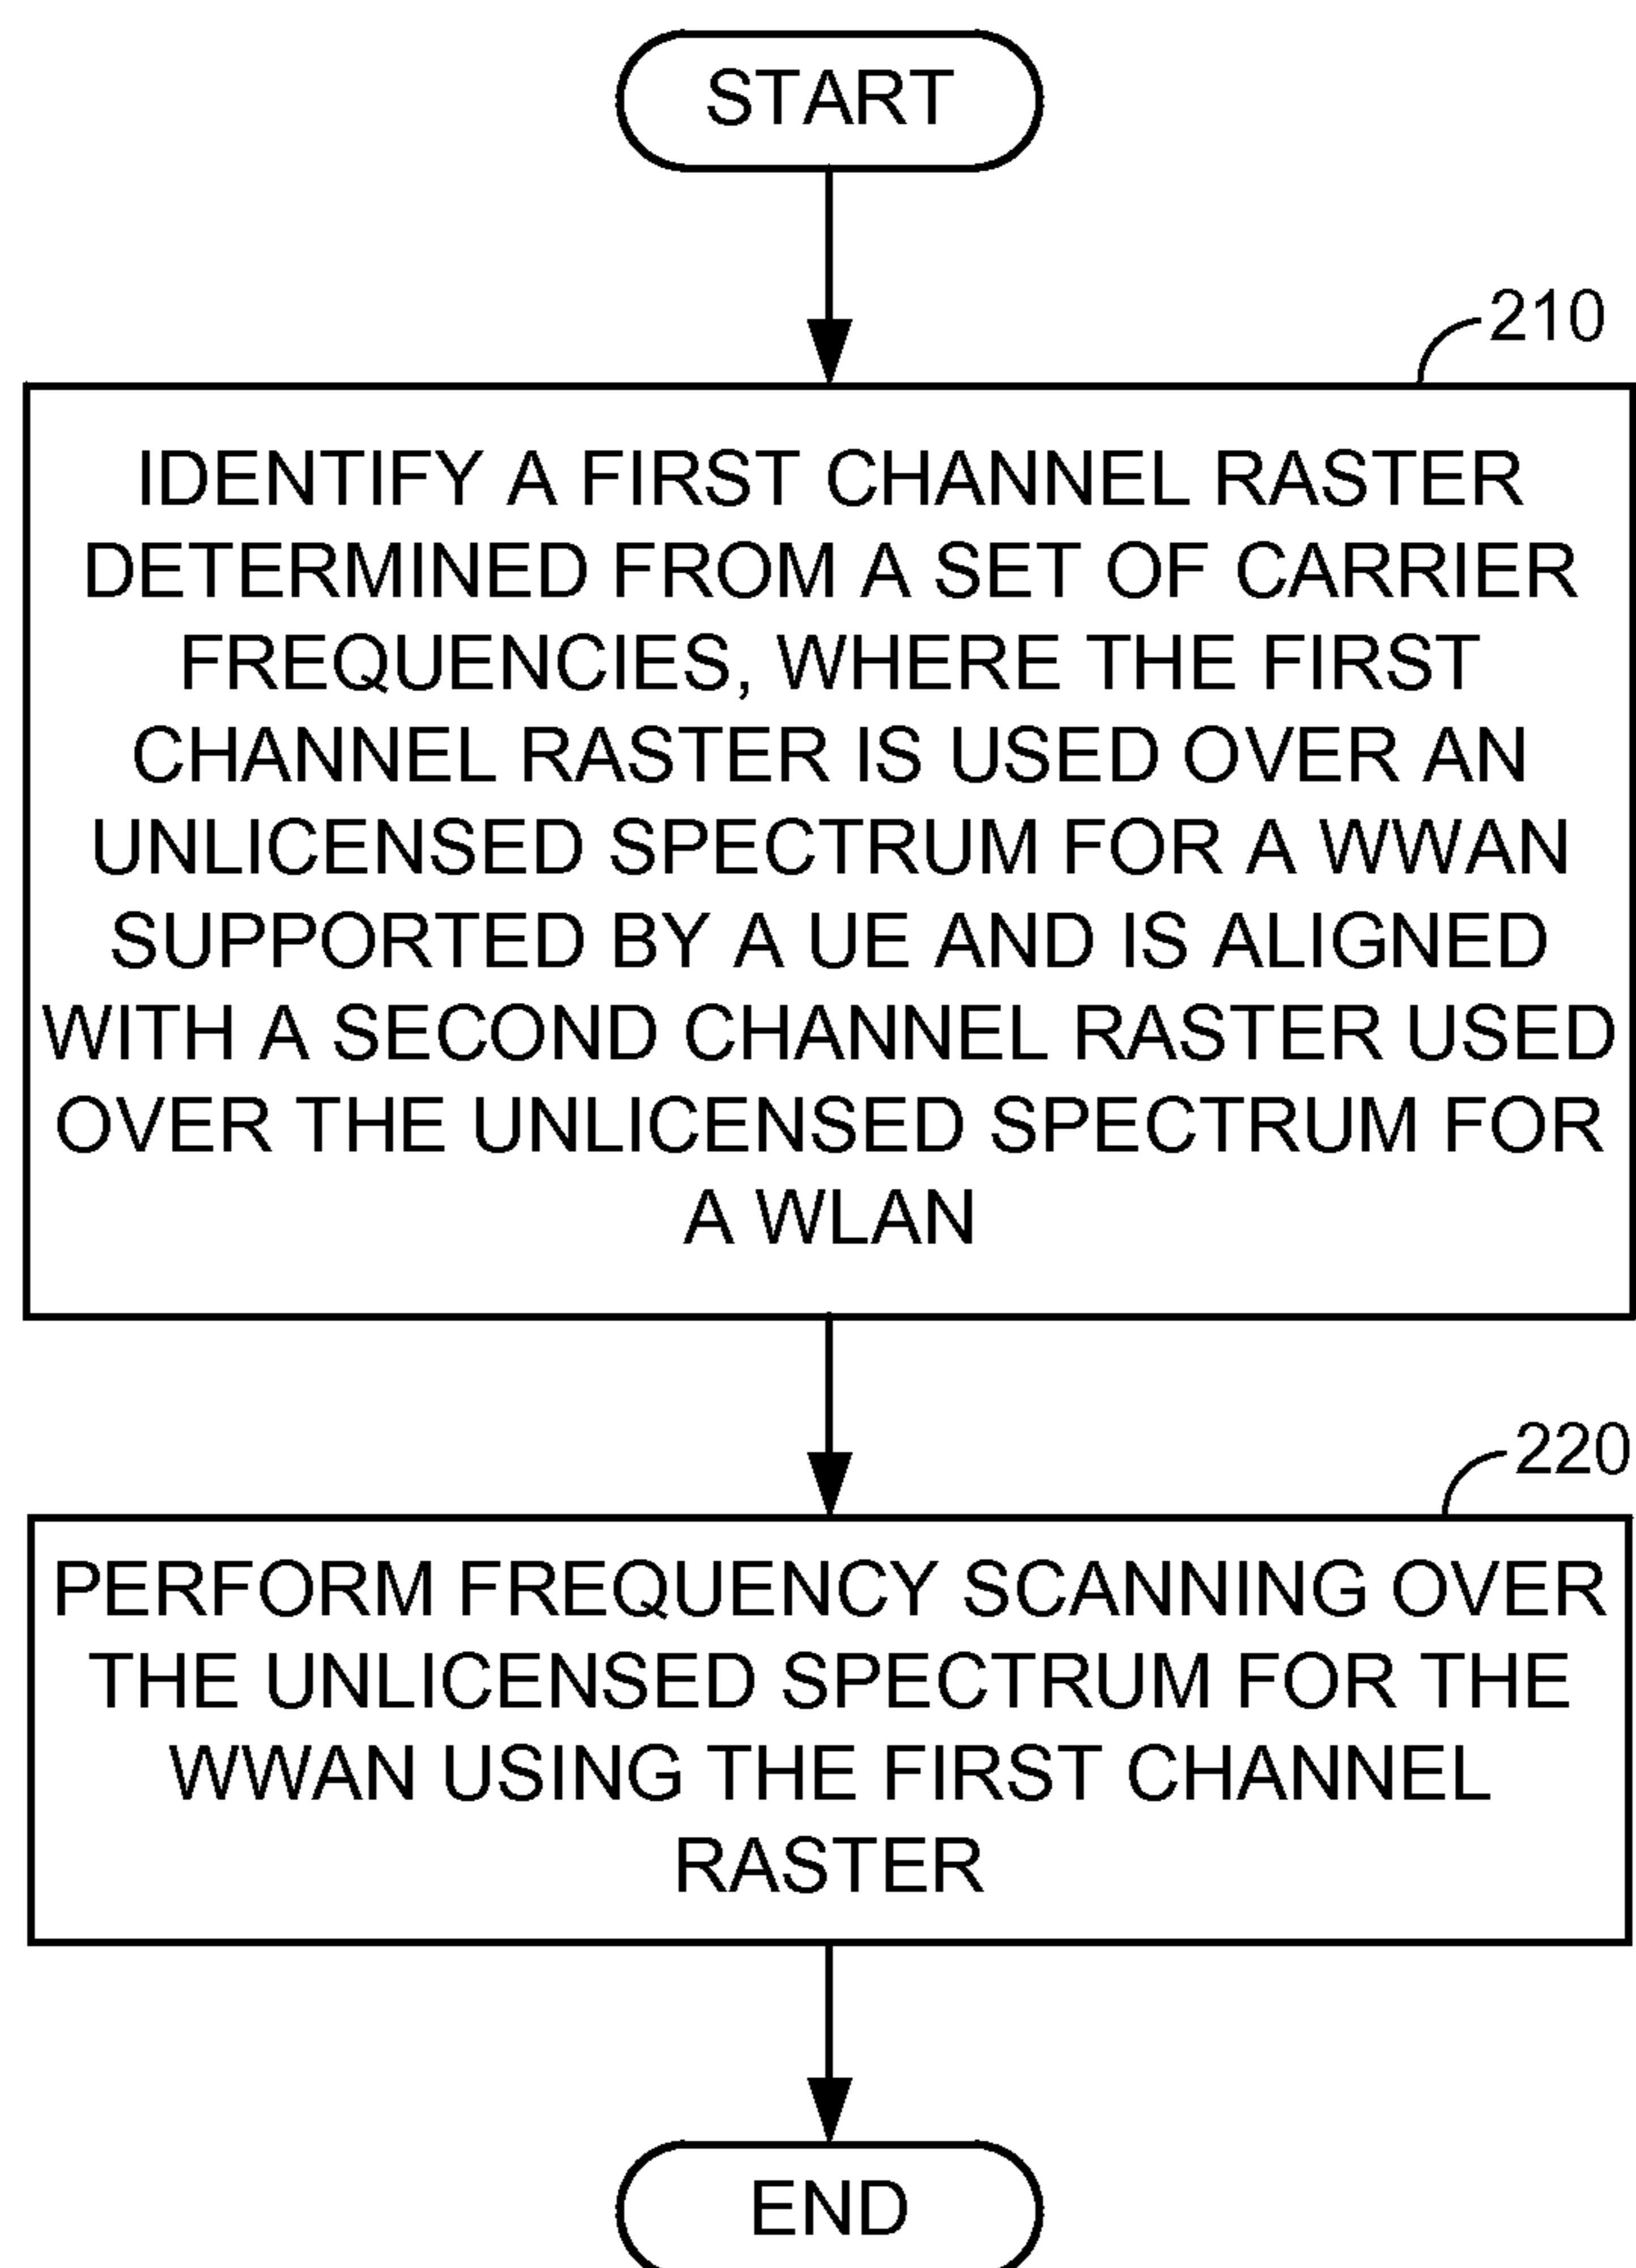 START
210
IDENTIFY A FIRST CHANNEL RASTER
DETERMINED FROM A SET OF CARRIER
FREQUENCIES, WHERE THE FIRST
CHANNEL RASTER IS USED OVER AN
UNLICENSED SPECTRUM FOR A WWAN
SUPPORTED BY A UE AND IS ALIGNED
WITH A SECOND CHANNEL RASTER USED
OVER THE UNLICENSED SPECTRUM FOR
A WLAN
220
PERFORM FREQUENCY SCANNING OVER
THE UNLICENSED SPECTRUM FOR THE
WWAN USING THE FIRST CHANNEL
RASTER
END